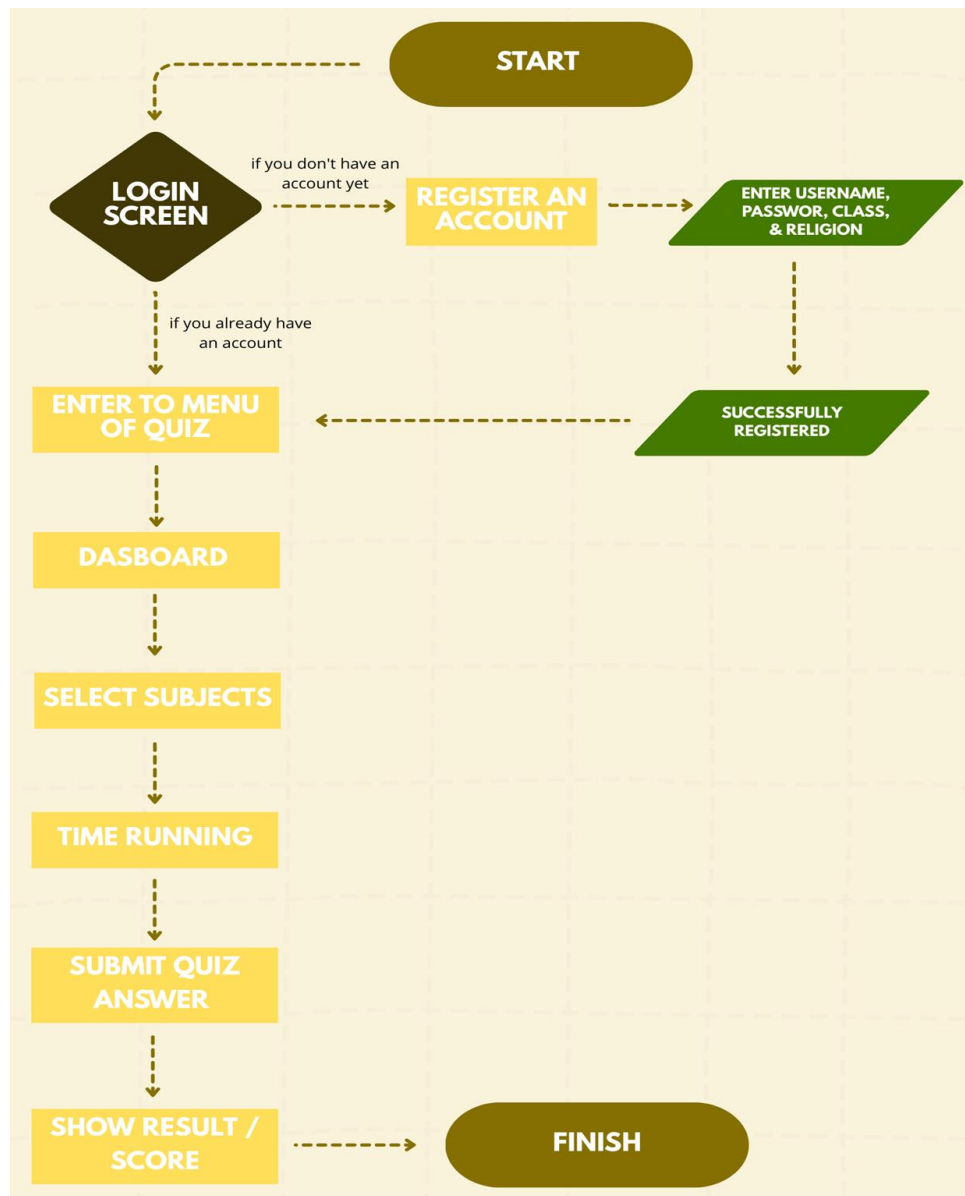 START
LOGIN
SCREEN
if you don't have an
account yet
REGISTER AN
ACCOUNT
ENTER USERNAME,
PASSWOR, CLASS,
& RELIGION
if you already have
an account
ENTER TO MENU
OF QUIZ
SUCCESSFULLY
REGISTERED
DASBOARD
SELECT SUBJECTS
TIME RUNNING
SUBMIT QUIZ
ANSWER
SHOW RESULT /
SCORE
FINISH